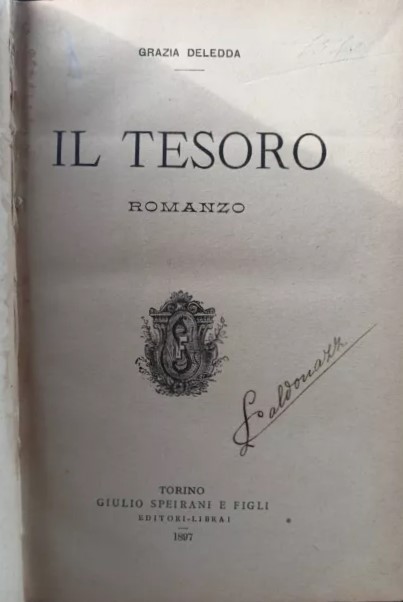 GRAZIA DELEDDA
IL TESORO
ROMANZO
TORINO
GIULIO SPEIRANI E FIGLI
EDITORI-LIBRAI
1897